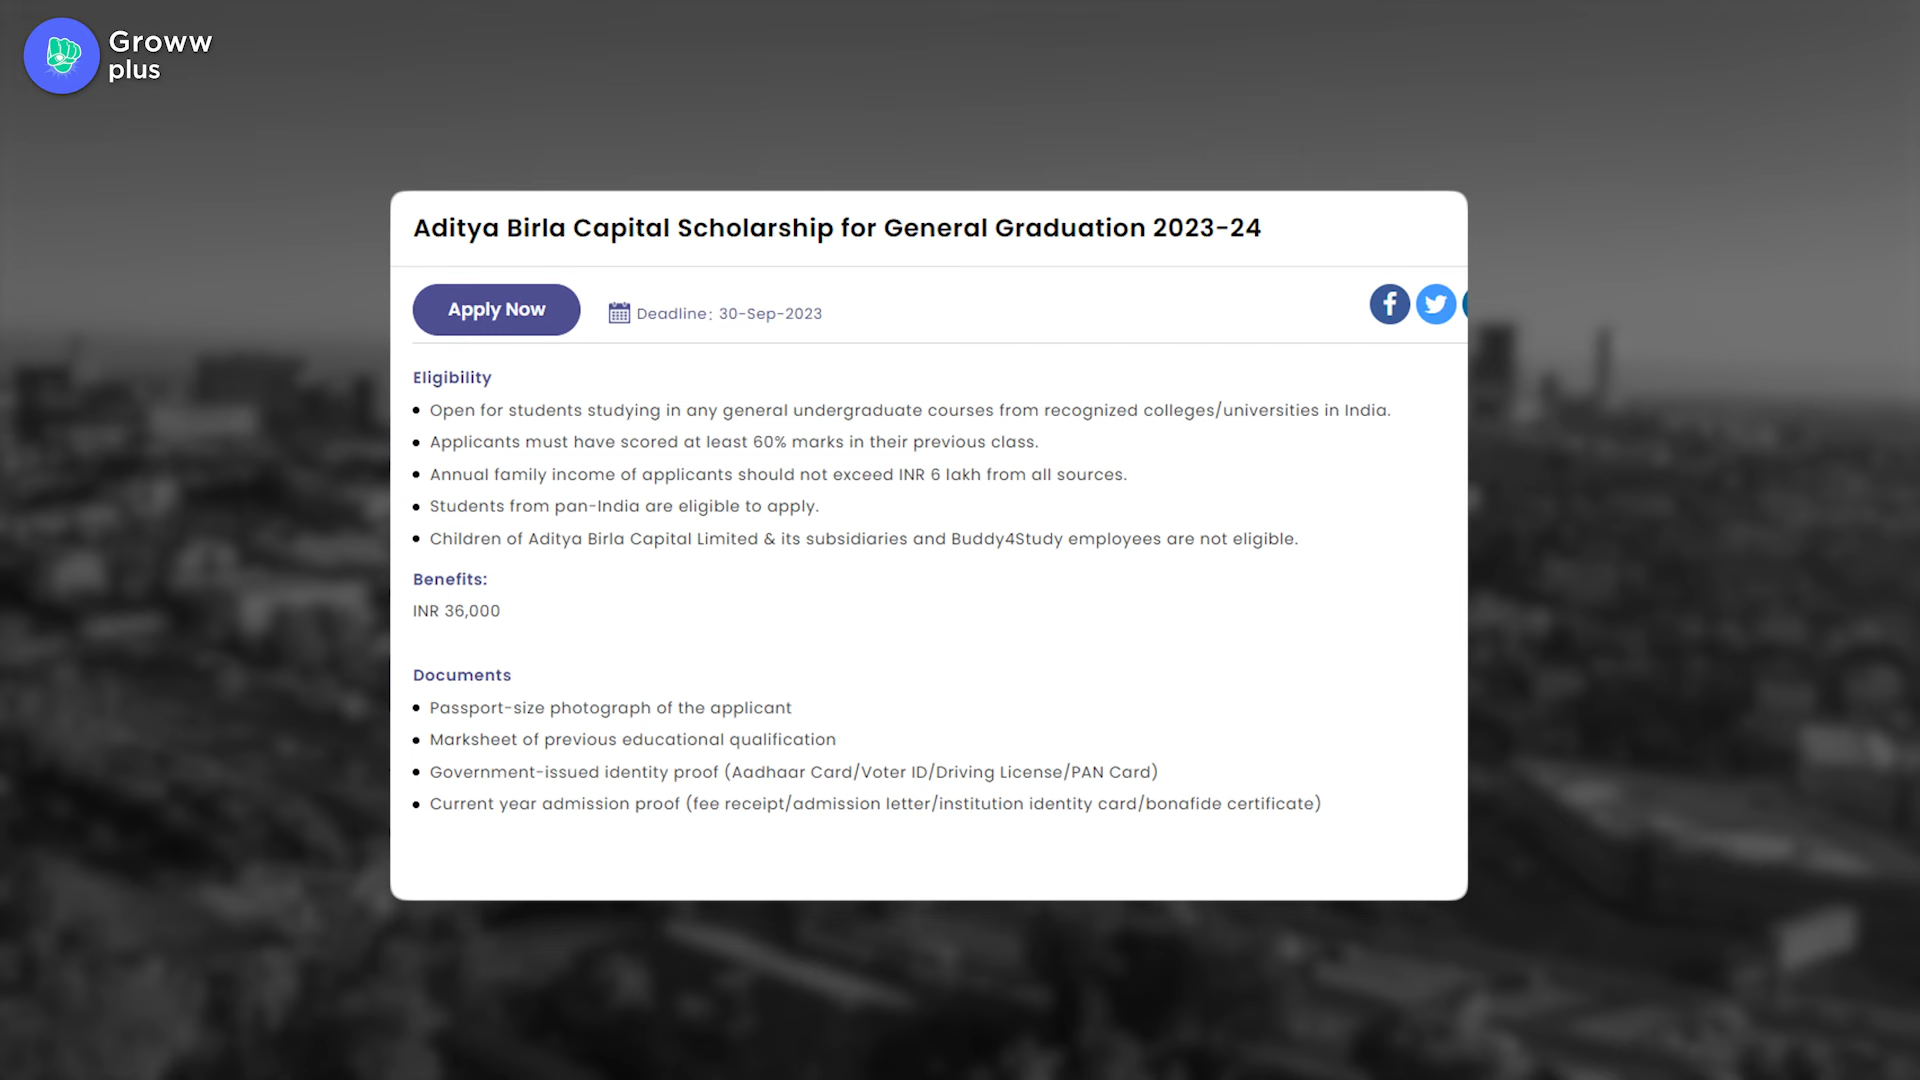 Groww
plus
Aditya Birla Capital Scholarship for General Graduation 2023-24
Apply Now
Deadline: 30-Sep-2023
Eligibility
Open for students studying in any general undergraduate courses from recognized colleges/universities in India.
Applicants must have scored at least 60% marks in their previous class.
Annual family income of applicants should not exceed INR 6 lakh from all sources.
Students from pan-India are eligible to apply.
Children of Aditya Birla Capital Limited & its subsidiaries and Buddy4Study employees are not eligible.
Benefits:
INR 36,000
Documents
Passport-size photograph of the applicant
Marksheet of previous educational qualification
Government-issued identity proof (Aadhaar Card/Voter ID/Driving License/PAN Card)
Current year admission proof (fee receipt/admission letter/institution identity card/bonafide certificate)